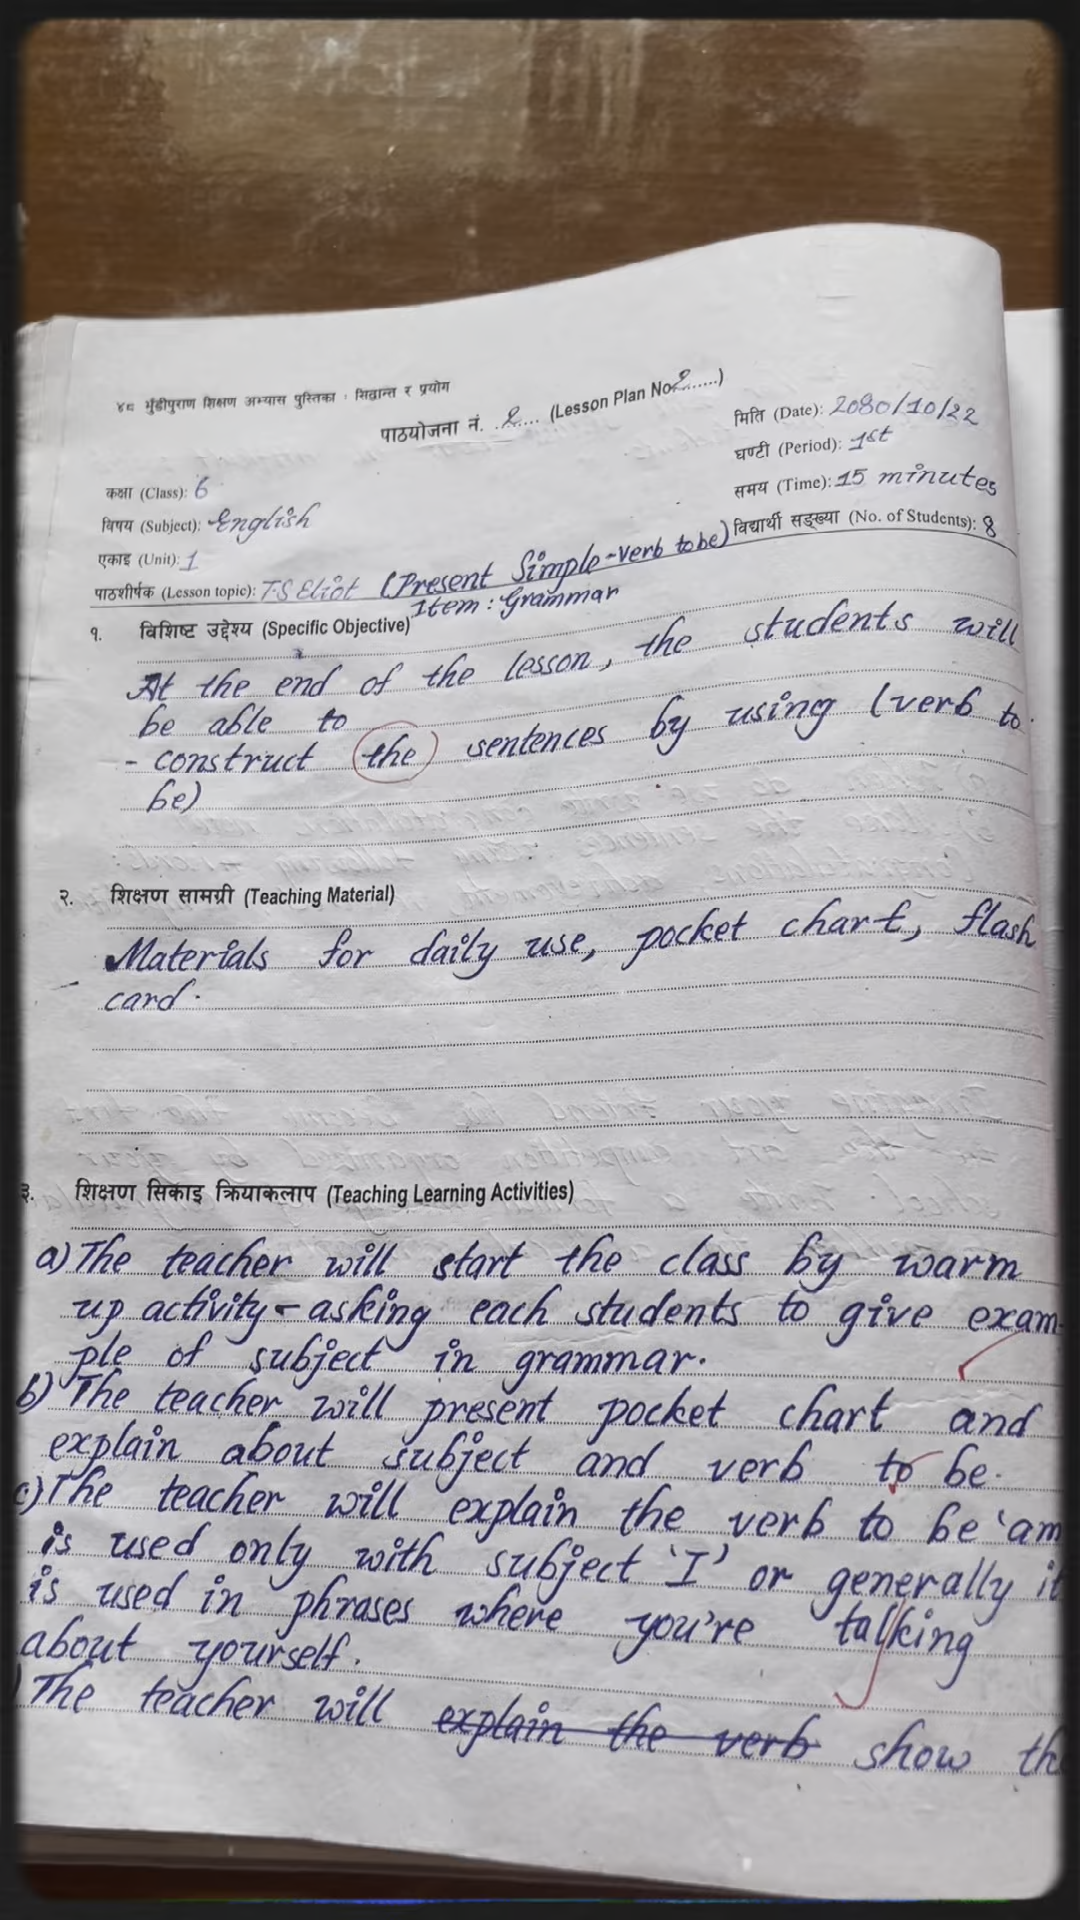 ४८ भुँडीपुराण शिक्षण अभ्यास पुस्तिका : सिद्धान्त र प्रयोग
पाठयोजना नं. .2.... (Lesson Plan No.2......)
मिति (Date): 2080/10/22
घण्टी (Period): 1st
कक्षा (Class): 6
समय (Time): 15 minutes
विषय (Subject): English
विद्यार्थी सङ्ख्या (No. of Students): 8
एकाइ (Unit): 1
पाठशीर्षक (Lesson topic): T.S Eliot (Present Simple-verb to be)
Item : Grammar
१. विशिष्ट उद्देश्य (Specific Objective)
At the end of the lesson, the students will
be able to
- construct the sentences by using (verb to
be)
२. शिक्षण सामग्री (Teaching Material)
Materials for daily use, pocket chart, flash
card.
३. शिक्षण सिकाइ क्रियाकलाप (Teaching Learning Activities)
a) The teacher will start the class by warm
up activity - asking each students to give exam-
ple of subject in grammar.
b) The teacher will present pocket chart and
explain about subject and verb to be.
c) The teacher will explain the verb to be 'am
is used only with subject 'I' or generally it
is used in phrases where you're talking
about yourself.
) The teacher will explain the verb show the